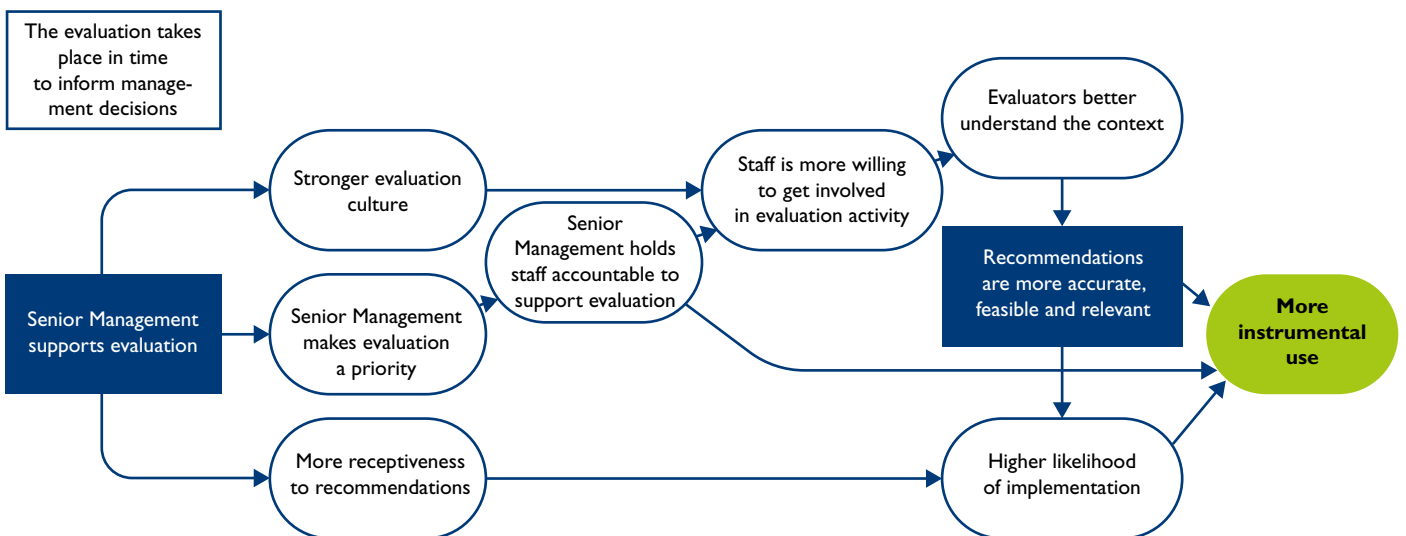 The evaluation takes
place in time
to inform manage-
ment decisions
Stronger evaluation
culture
Senior Management
supports evaluation
Senior Management
makes evaluation
a priority
More receptiveness
to recommendations
Senior
Management holds
staff accountable to
support evaluation
Staff is more willing
to get involved
in evaluation activity
Evaluators better
understand the context
Recommendations
are more accurate,
feasible and relevant
Higher likelihood
of implementation
More
instrumental
use